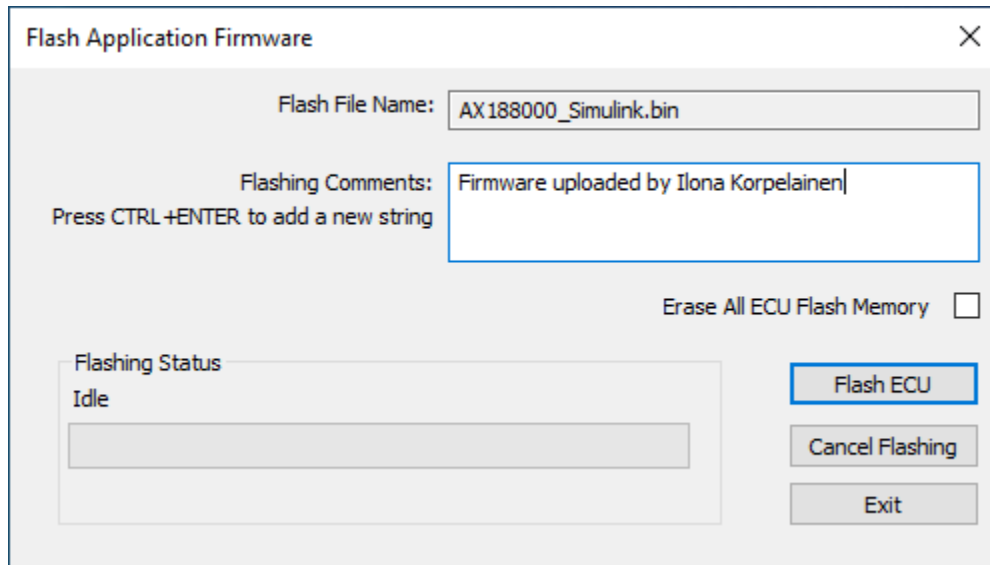 Flash Application Firmware
Flash File Name: AX188000_Simulink.bin
Flashing Comments: Firmware uploaded by Ilona Korpelainen
Press CTRL+ENTER to add a new string
Erase All ECU Flash Memory
Flashing Status
Idle
Flash ECU
Cancel Flashing
Exit